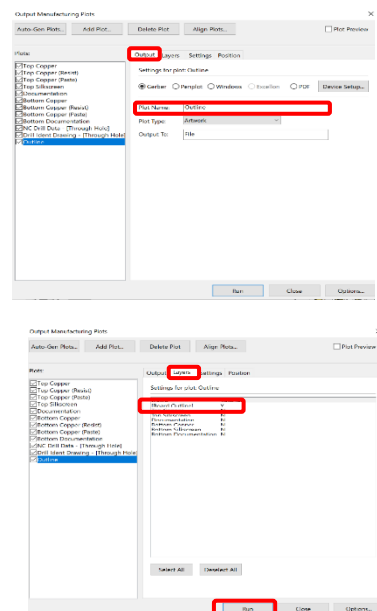 Output Manufacturing Plots
Auto-Gen Plots... Add Plot... Delete Plot Align Plots... Plot Preview
Plots:
Output Layers Settings Position
Top Copper
Top Copper (Resist)
Top Copper (Paste)
Top Silkscreen
Documentation
Bottom Copper
Bottom Copper (Resist)
Bottom Copper (Paste)
Bottom Documentation
NC Drill Data - [Through Hole]
Drill Ident Drawing - [Through Hole]
Outline
Settings for plot: Outline
Gerber Penplot Windows Excellon PDF Device Setup...
Plot Name: Outline
Plot Type: Artwork
Output To: File
Run Close Options...
Output Manufacturing Plots
Auto-Gen Plots... Add Plot... Delete Plot Align Plots... Plot Preview
Plots:
Output Layers Settings Position
Top Copper
Top Copper (Resist)
Top Copper (Paste)
Top Silkscreen
Documentation
Bottom Copper
Bottom Copper (Resist)
Bottom Copper (Paste)
Bottom Documentation
NC Drill Data - [Through Hole]
Drill Ident Drawing - [Through Hole
Outline
Settings for plot: Outline
Top Silkscreen N
Documentation N
Bottom Copper N
Bottom Silkscreen N
Bottom Documentation N
Select All Deselect All
Run Close Options...